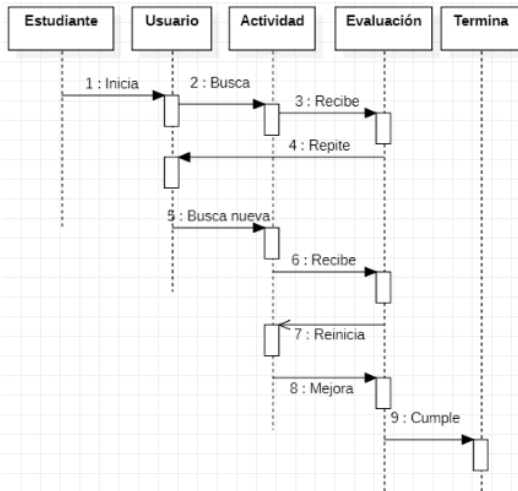 Estudiante
Usuario
Actividad
Evaluación
Termina
1 : Inicia
2 : Busca
3 : Recibe
4 : Repite
5 : Busca nueva
6 : Recibe
7 : Reinicia
8 : Mejora
9 : Cumple